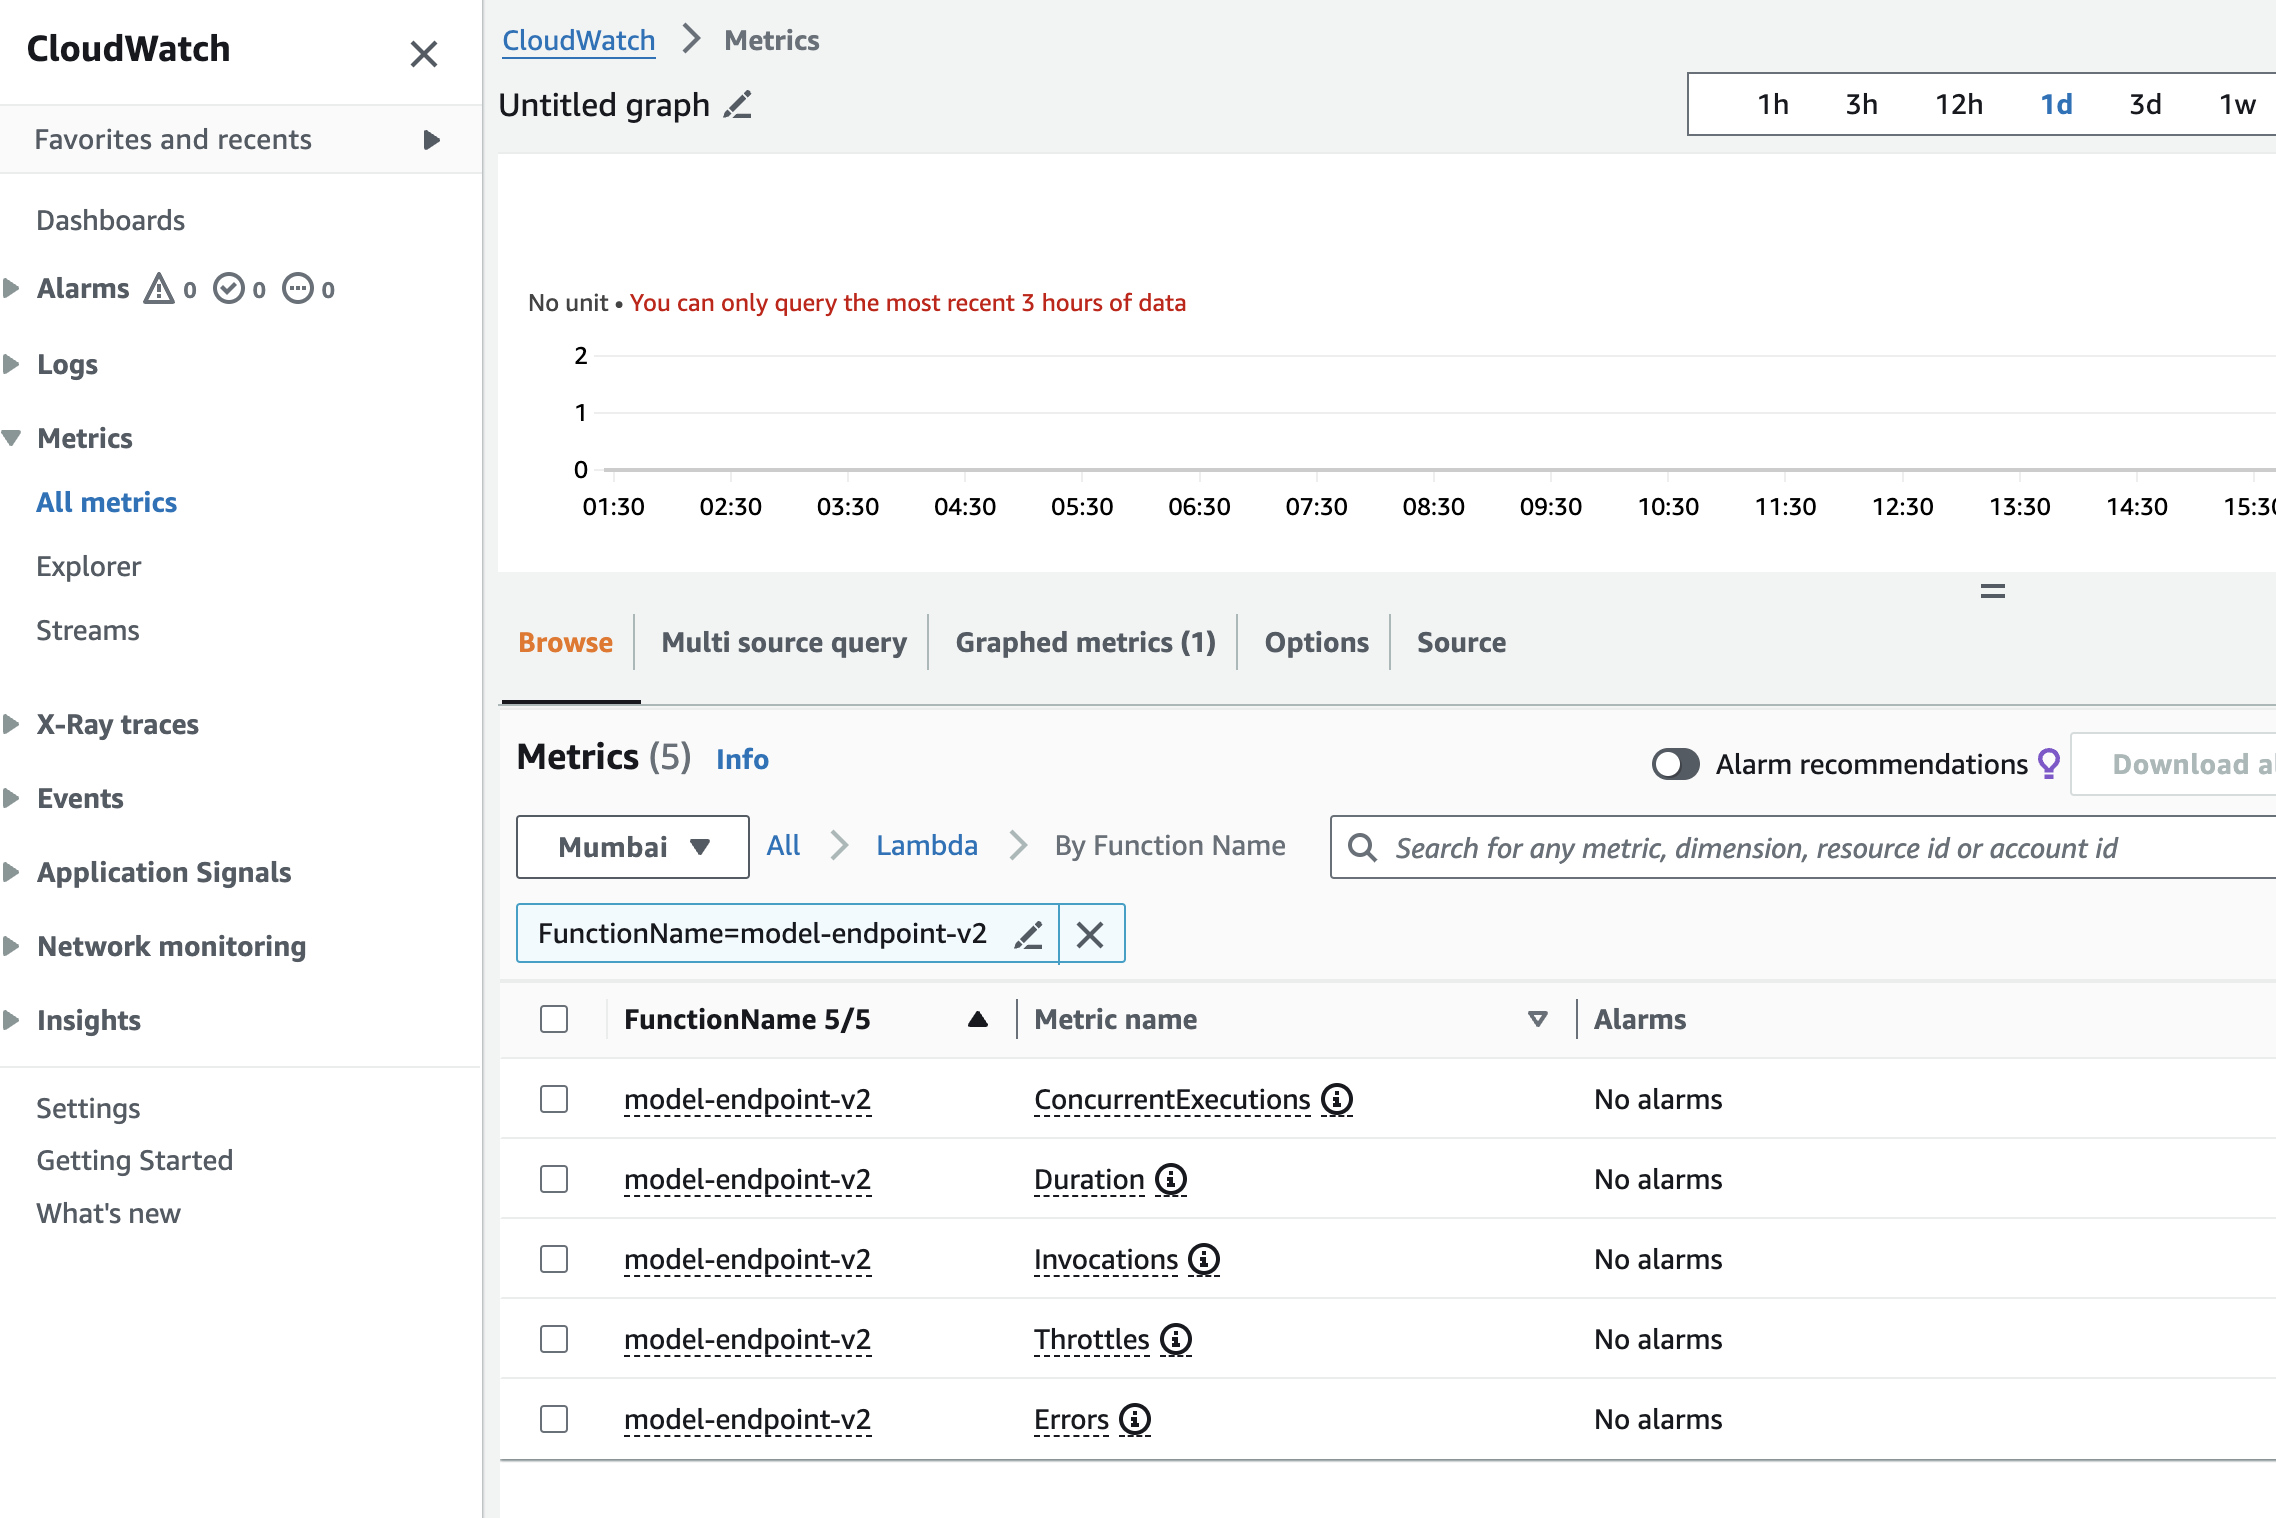 CloudWatch
Favorites and recents
Dashboards
Alarms 0 0 0
Logs
Metrics
All metrics
Explorer
Streams
X-Ray traces
Events
Application Signals
Network monitoring
Insights
Settings
Getting Started
What's new
CloudWatch Metrics
Untitled graph
1h 3h 12h 1d 3d 1w
No unit • You can only query the most recent 3 hours of data
2
1
0
01:30 02:30 03:30 04:30 05:30 06:30 07:30 08:30 09:30 10:30 11:30 12:30 13:30 14:30 15:30
Browse Multi source query Graphed metrics (1) Options Source
Metrics (5) Info
Alarm recommendations Download
Mumbai All Lambda By Function Name Search for any metric, dimension, resource id or account id
FunctionName=model-endpoint-v2
FunctionName 5/5 Metric name Alarms
model-endpoint-v2 ConcurrentExecutions No alarms
model-endpoint-v2 Duration No alarms
model-endpoint-v2 Invocations No alarms
model-endpoint-v2 Throttles No alarms
model-endpoint-v2 Errors No alarms